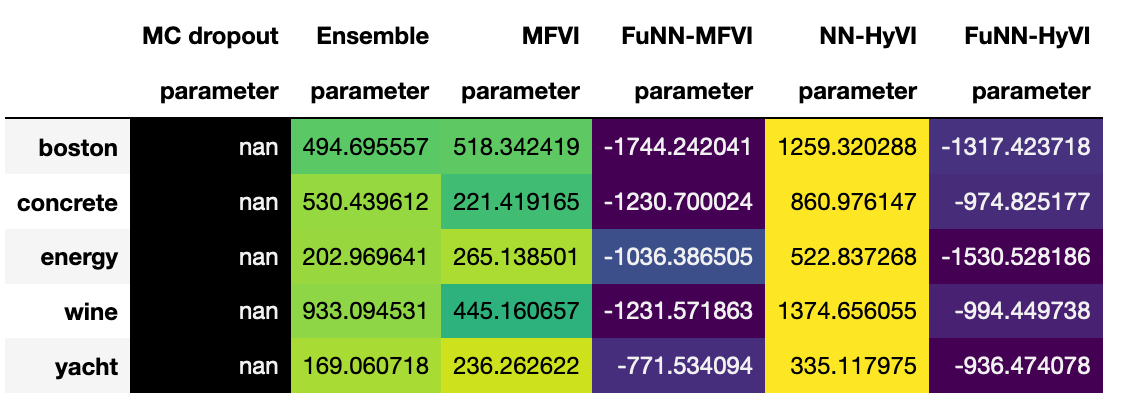 MC dropout Ensemble MFVI FuNN-MFVI NN-HyVI FuNN-HyVI
parameter parameter parameter parameter parameter parameter
boston nan 494.695557 518.342419 -1744.242041 1259.320288 -1317.423718
concrete nan 530.439612 221.419165 -1230.700024 860.976147 -974.825177
energy nan 202.969641 265.138501 -1036.386505 522.837268 -1530.528186
wine nan 933.094531 445.160657 -1231.571863 1374.656055 -994.449738
yacht nan 169.060718 236.262622 -771.534094 335.117975 -936.474078